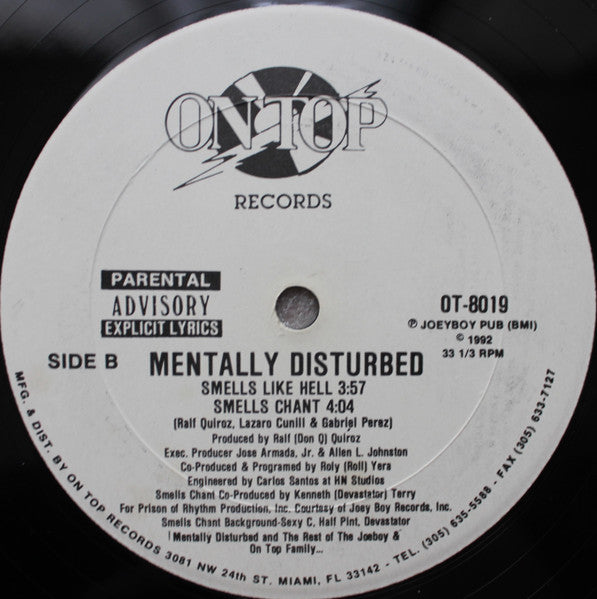 ON TOP
RECORDS
PARENTAL
ADVISORY
EXPLICIT LYRICS
OT-8019
℗ JOEYBOY PUB (BMI)
© 1992
33 1/3 RPM
SIDE B
MENTALLY DISTURBED
SMELLS LIKE HELL 3:57
SMELLS CHANT 4:04
(Ralf Quiroz, Lazaro Cunill & Gabriel Perez)
Produced by Ralf (Don Q) Quiroz
Exec. Producer Jose Armada, Jr. & Allen L. Johnston
Co-Produced & Programed by Roly (Roll) Yera
Engineered by Carlos Santos at HN Studios
Smells Chant Co-Produced by Kenneth (Devastator) Terry
For Prison of Rhythm Production, Inc. Courtesy of Joey Boy Records, Inc.
Smells Chant Background-Sexy C, Half Pint, Devastator
Mentally Disturbed and The Rest of The Joeboy &
On Top Family...
MFG. & DIST. BY ON TOP RECORDS 3081 NW 24th ST. MIAMI, FL 33142 - TEL. (305) 635-5588 - FAX (305) 633-7127